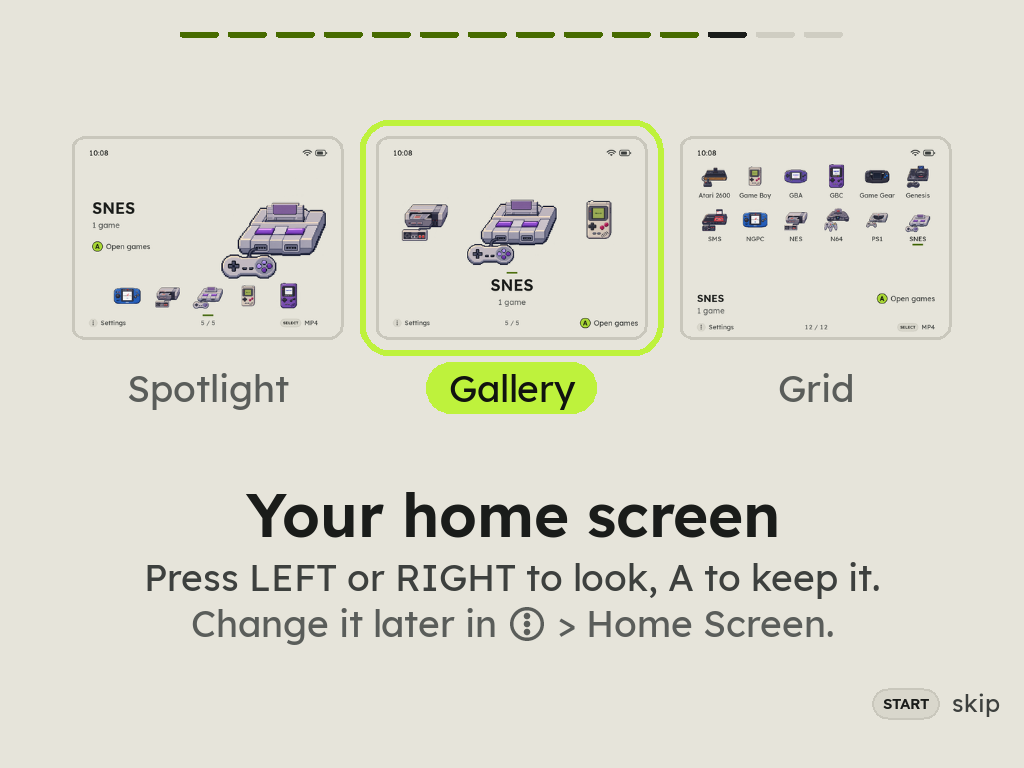 10:08
SNES
1 game
A Open games
Settings
5 / 5
SELECT MP4
10:08
SNES
1 game
Settings
5 / 5
A Open games
10:08
Atari 2600 Game Boy GBA GBC Game Gear Genesis
SMS NGPC NES N64 PS1 SNES
SNES
1 game
A Open games
Settings
12 / 12
SELECT MP4
Spotlight
Gallery
Grid
Your home screen
Press LEFT or RIGHT to look, A to keep it.
Change it later in > Home Screen.
START skip